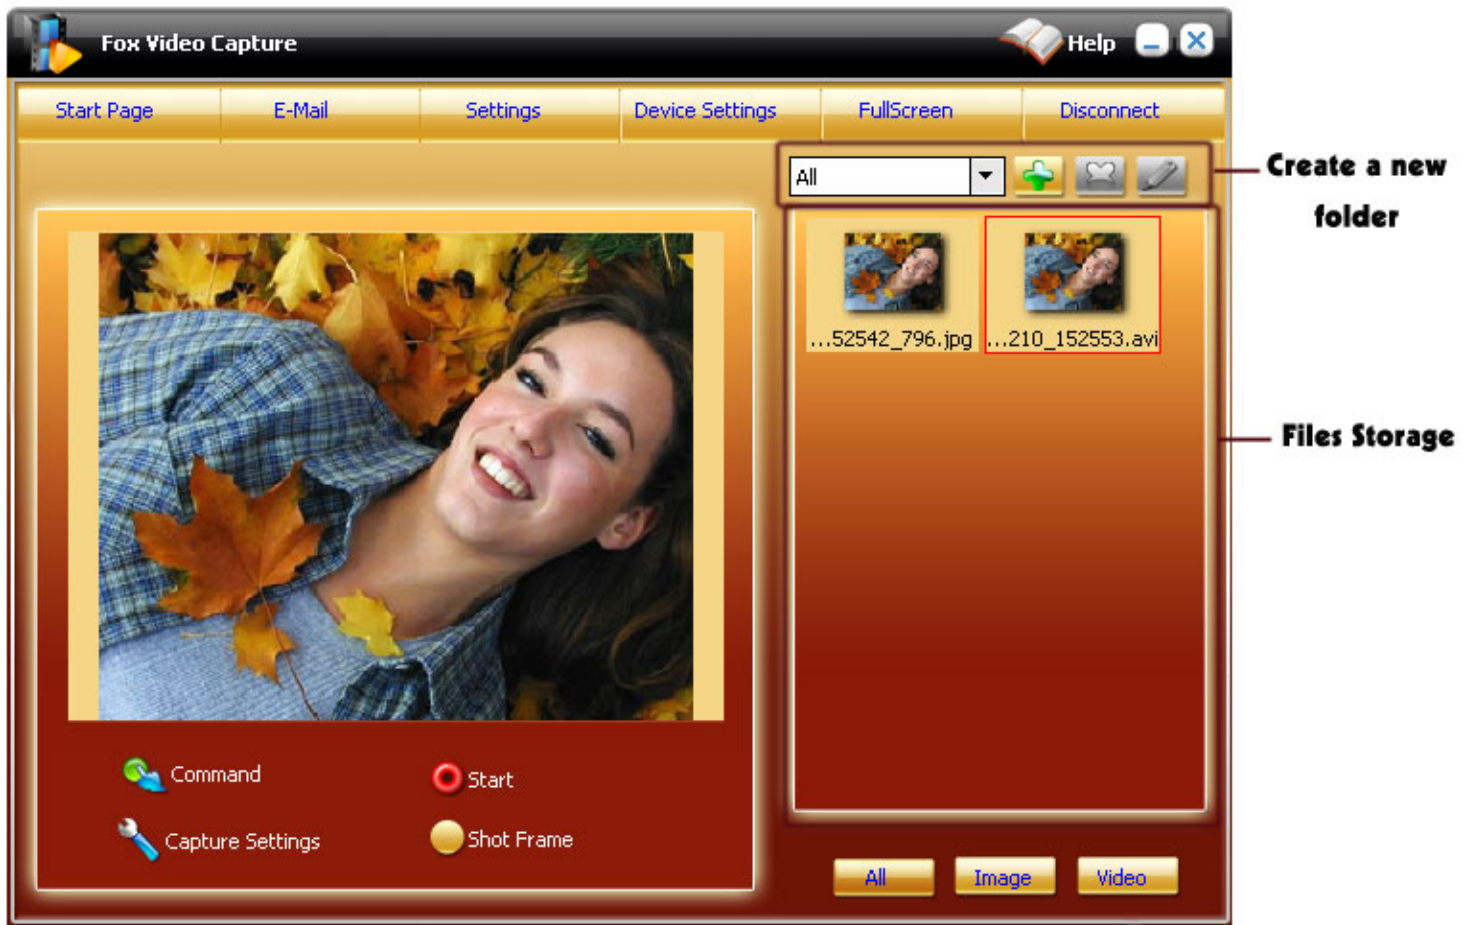 Fox Video Capture
Help
Start Page
E-Mail
Settings
Device Settings
FullScreen
Disconnect
All
Create a new
folder
...52542_796.jpg
...210_152553.avi
Files Storage
Command
Start
Capture Settings
Shot Frame
All
Image
Video